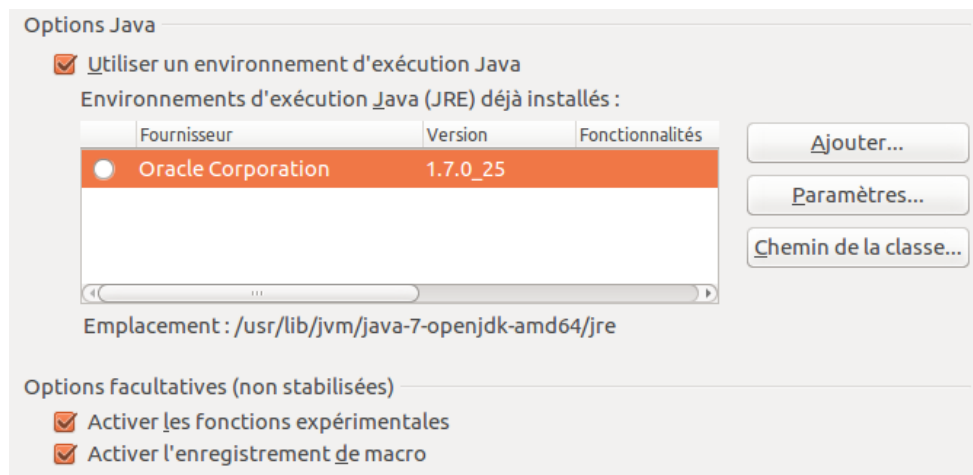 Options Java
Utiliser un environnement d'exécution Java
Environnements d'exécution Java (JRE) déjà installés :
Fournisseur Version Fonctionnalités
Oracle Corporation 1.7.0_25
Ajouter...
Paramètres...
Chemin de la classe...
Emplacement : /usr/lib/jvm/java-7-openjdk-amd64/jre
Options facultatives (non stabilisées)
Activer les fonctions expérimentales
Activer l'enregistrement de macro